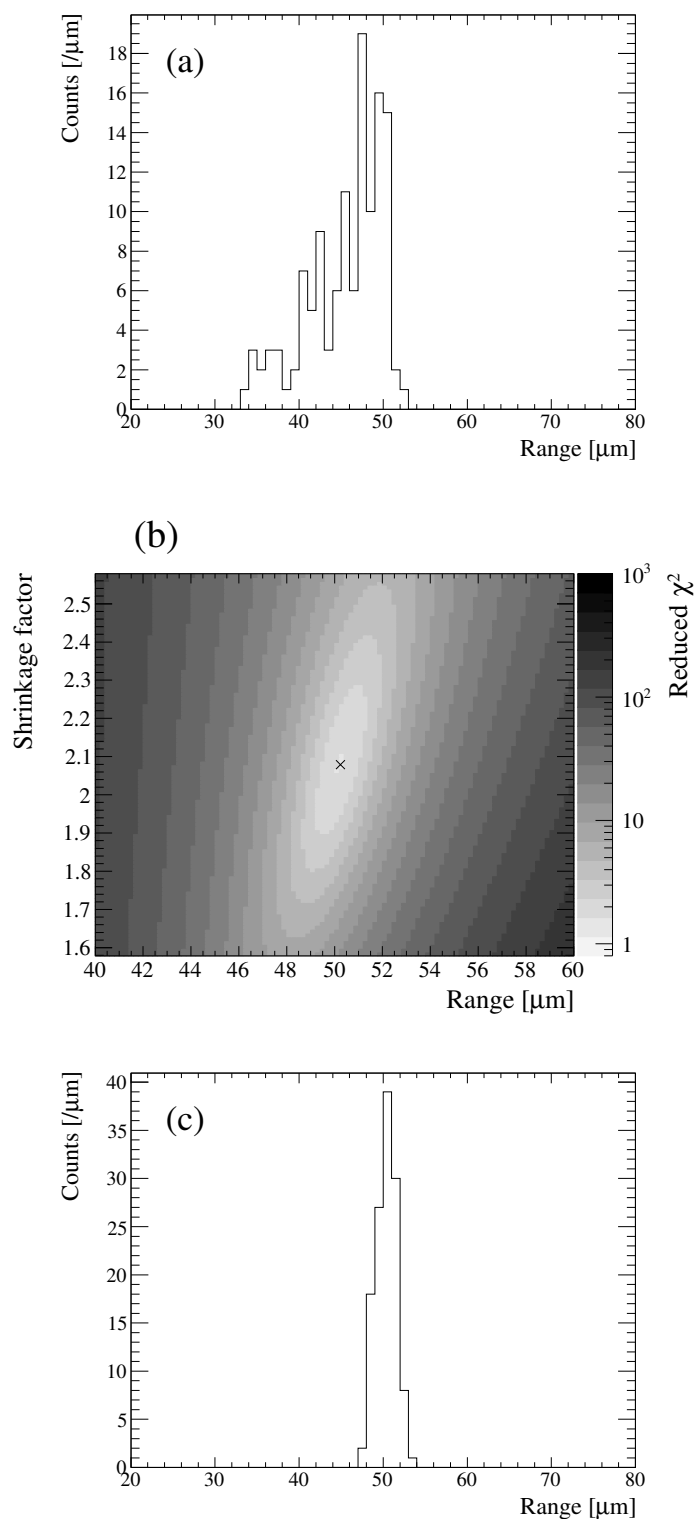 (a)
Counts [/μm]
18
16
14
12
10
8
6
4
2
0
20 30 40 50 60 70 80
Range [μm]
(b)
Shrinkage factor
2.5
2.4
2.3
2.2
2.1
2
1.9
1.8
1.7
1.6
40 42 44 46 48 50 52 54 56 58 60
Range [μm]
10³
10²
10
1
Reduced χ²
(c)
Counts [/μm]
40
35
30
25
20
15
10
5
0
20 30 40 50 60 70 80
Range [μm]